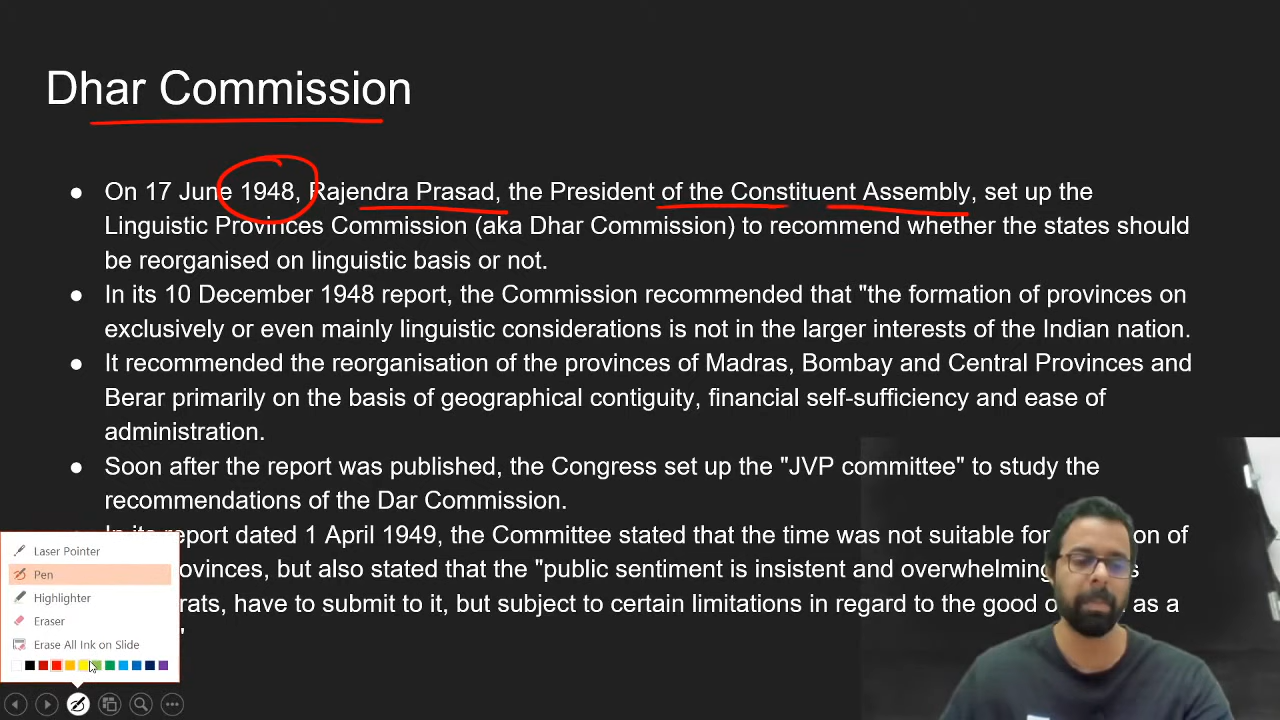 Dhar Commission
● On 17 June 1948, Rajendra Prasad, the President of the Constituent Assembly, set up the
Linguistic Provinces Commission (aka Dhar Commission) to recommend whether the states should
be reorganised on linguistic basis or not.
● In its 10 December 1948 report, the Commission recommended that "the formation of provinces on
exclusively or even mainly linguistic considerations is not in the larger interests of the Indian nation.
● It recommended the reorganisation of the provinces of Madras, Bombay and Central Provinces and
Berar primarily on the basis of geographical contiguity, financial self-sufficiency and ease of
administration.
● Soon after the report was published, the Congress set up the "JVP committee" to study the
recommendations of the Dar Commission.
In its report dated 1 April 1949, the Committee stated that the time was not suitable for
but also stated that the "public sentiment is insistent and overwhelming
have to submit to it, but subject to certain limitations in regard to the good as a
Laser Pointer
Pen
Highlighter
Eraser
Erase All Ink on Slide